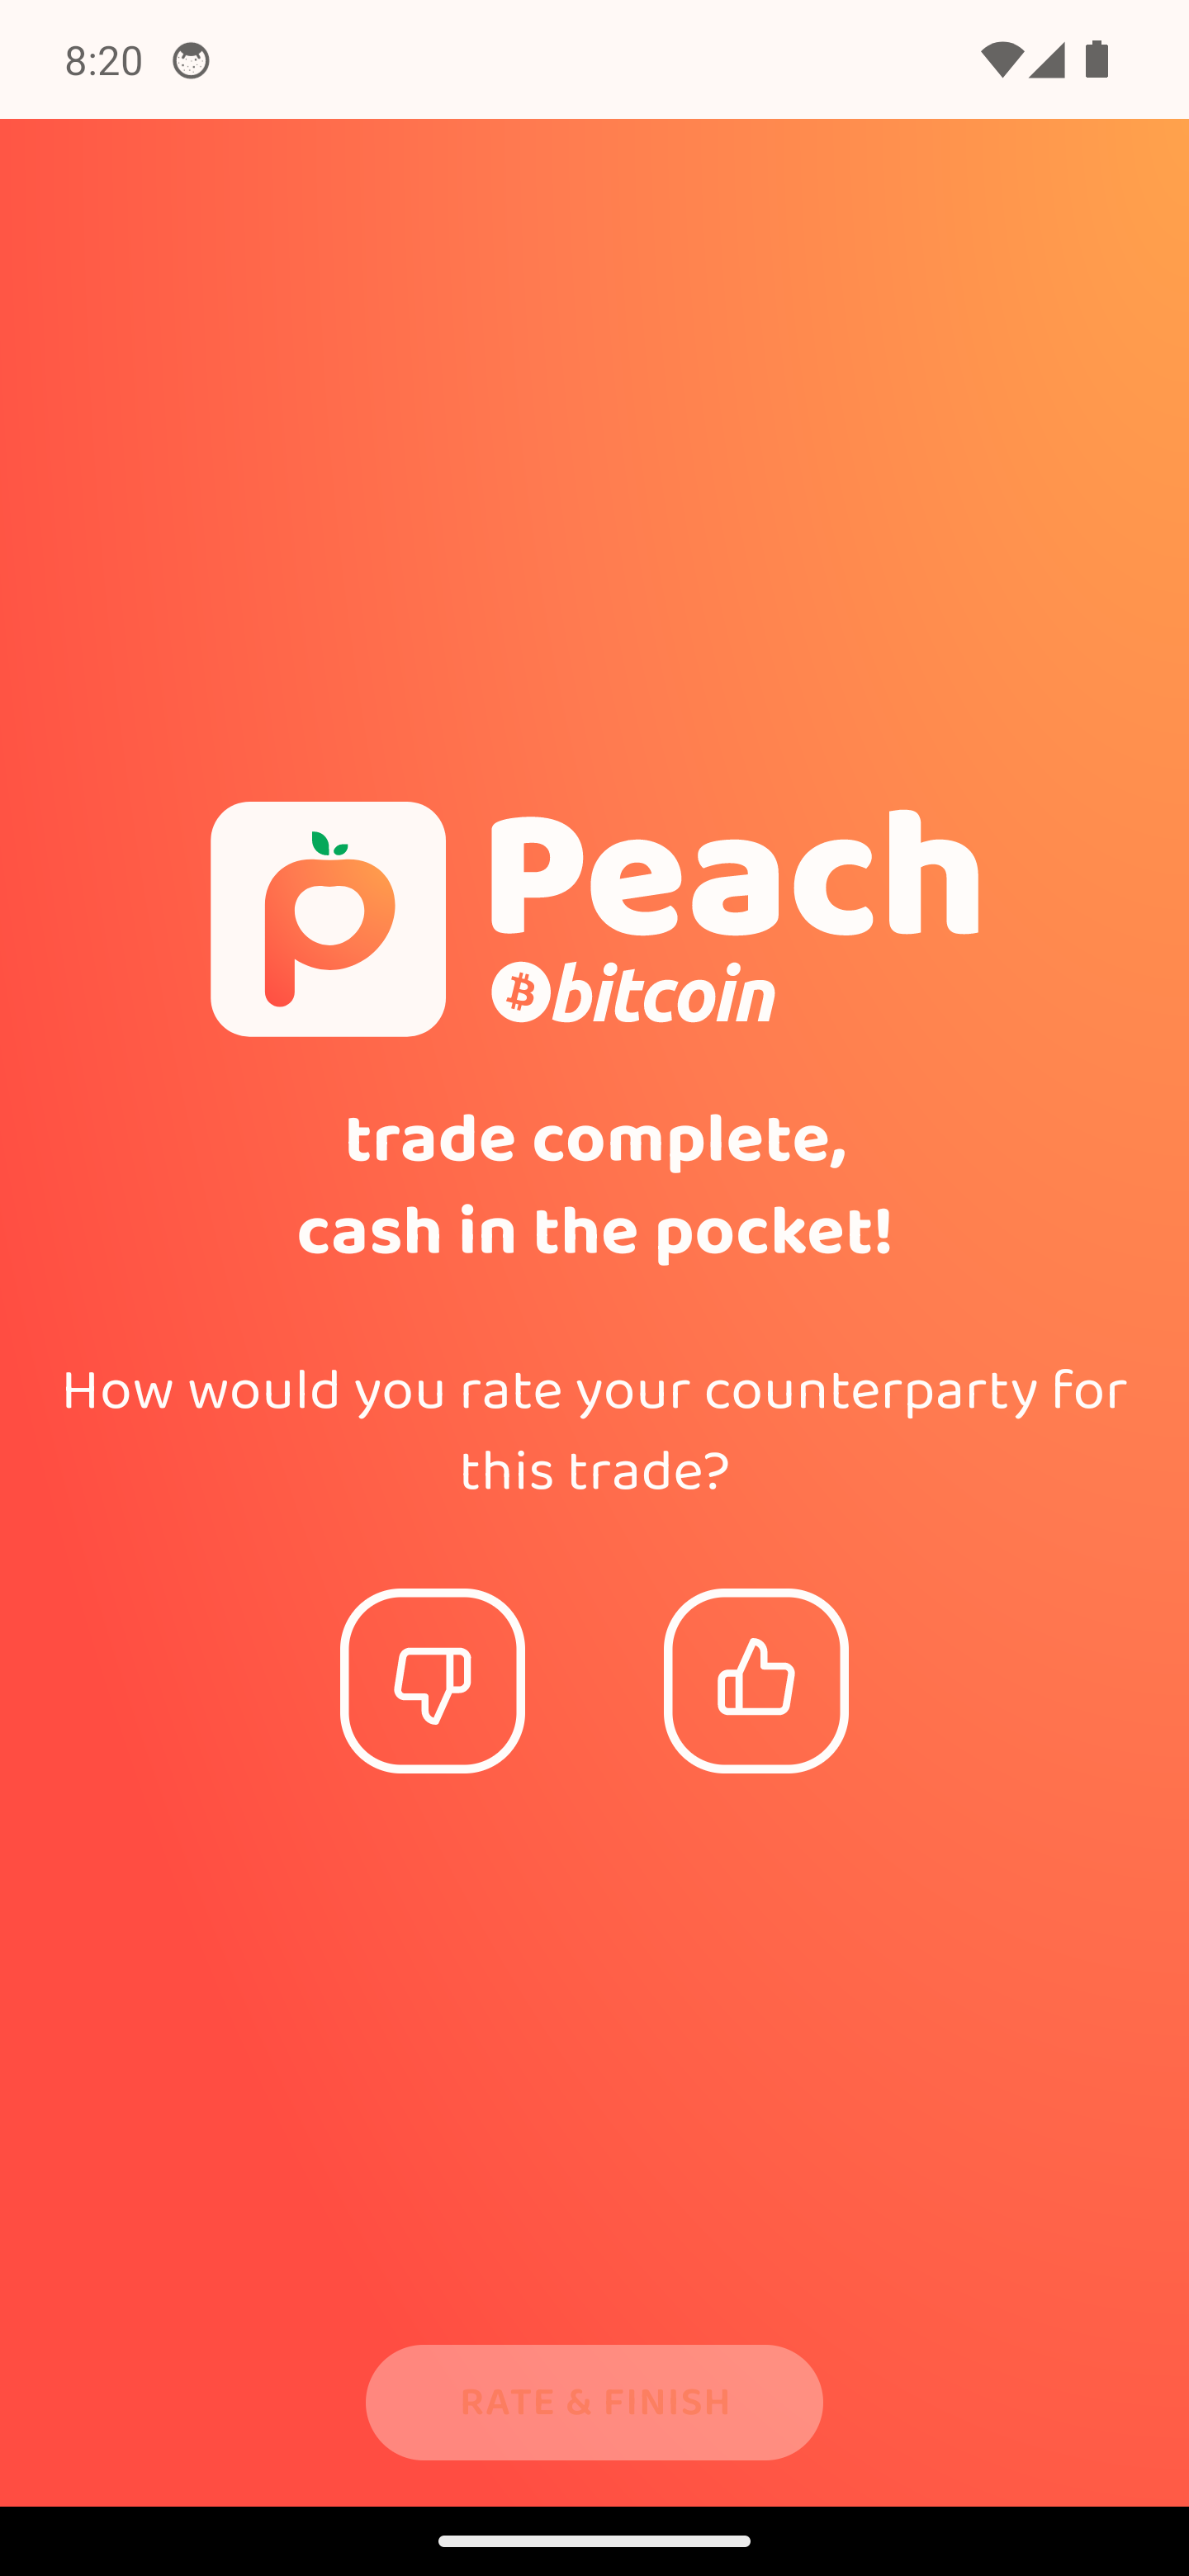 8:20
Peach
bitcoin
trade complete,
cash in the pocket!
How would you rate your counterparty for
this trade?
RATE & FINISH